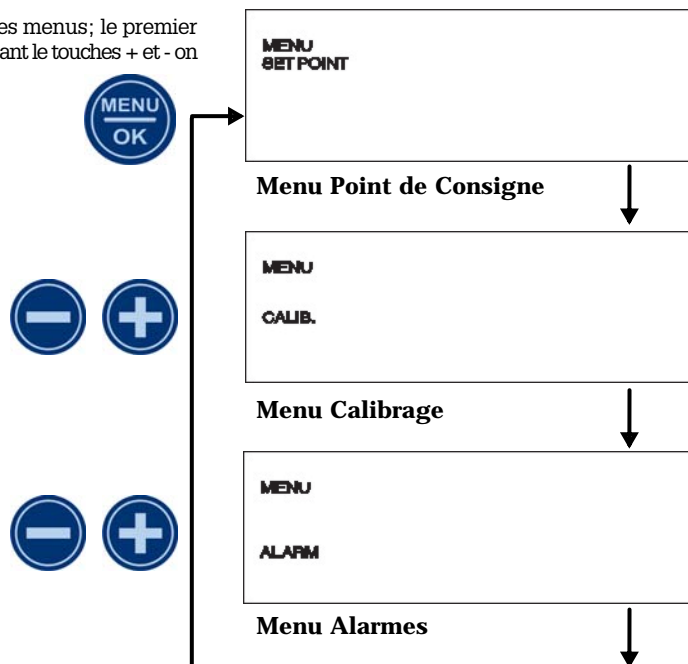 es menus; le premier
ant le touches + et - on
MENU
OK
MENU
SET POINT
Menu Point de Consigne
MENU
CALIB.
Menu Calibrage
MENU
ALARM
Menu Alarmes